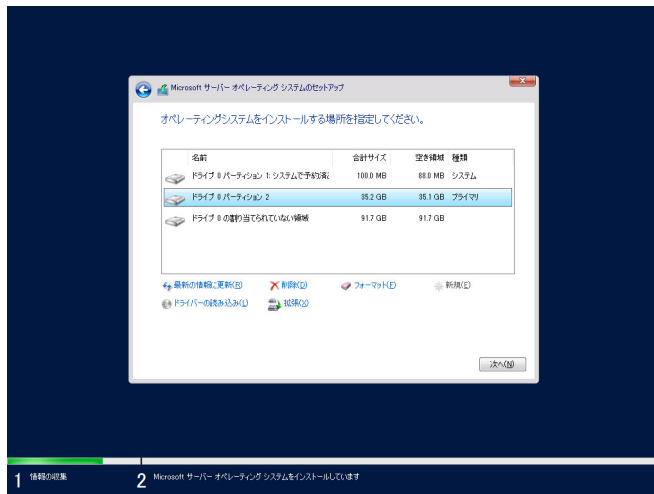 Microsoft サーバー オペレーティング システムのセットアップ
オペレーティングシステムをインストールする場所を指定してください。
名前 合計サイズ 空き領域 種類
ドライブ 0 パーティション 1: システムで予約済み 100.0 MB 88.0 MB システム
ドライブ 0 パーティション 2 35.2 GB 35.1 GB プライマリ
ドライブ 0 の割り当てられていない領域 91.7 GB 91.7 GB
最新の情報に更新(R) 削除(D) フォーマット(F) 新規(E)
ドライバーの読み込み(L) 拡張(X)
次へ(N)
1 情報の収集 2 Microsoft サーバー オペレーティング システムをインストールしています